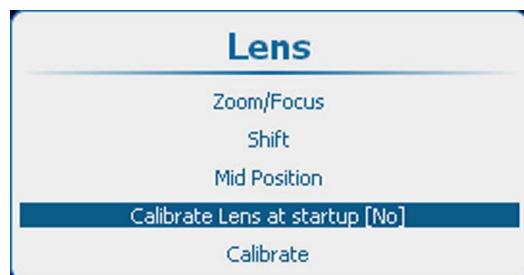 Lens
Zoom/Focus
Shift
Mid Position
Calibrate Lens at startup [No]
Calibrate